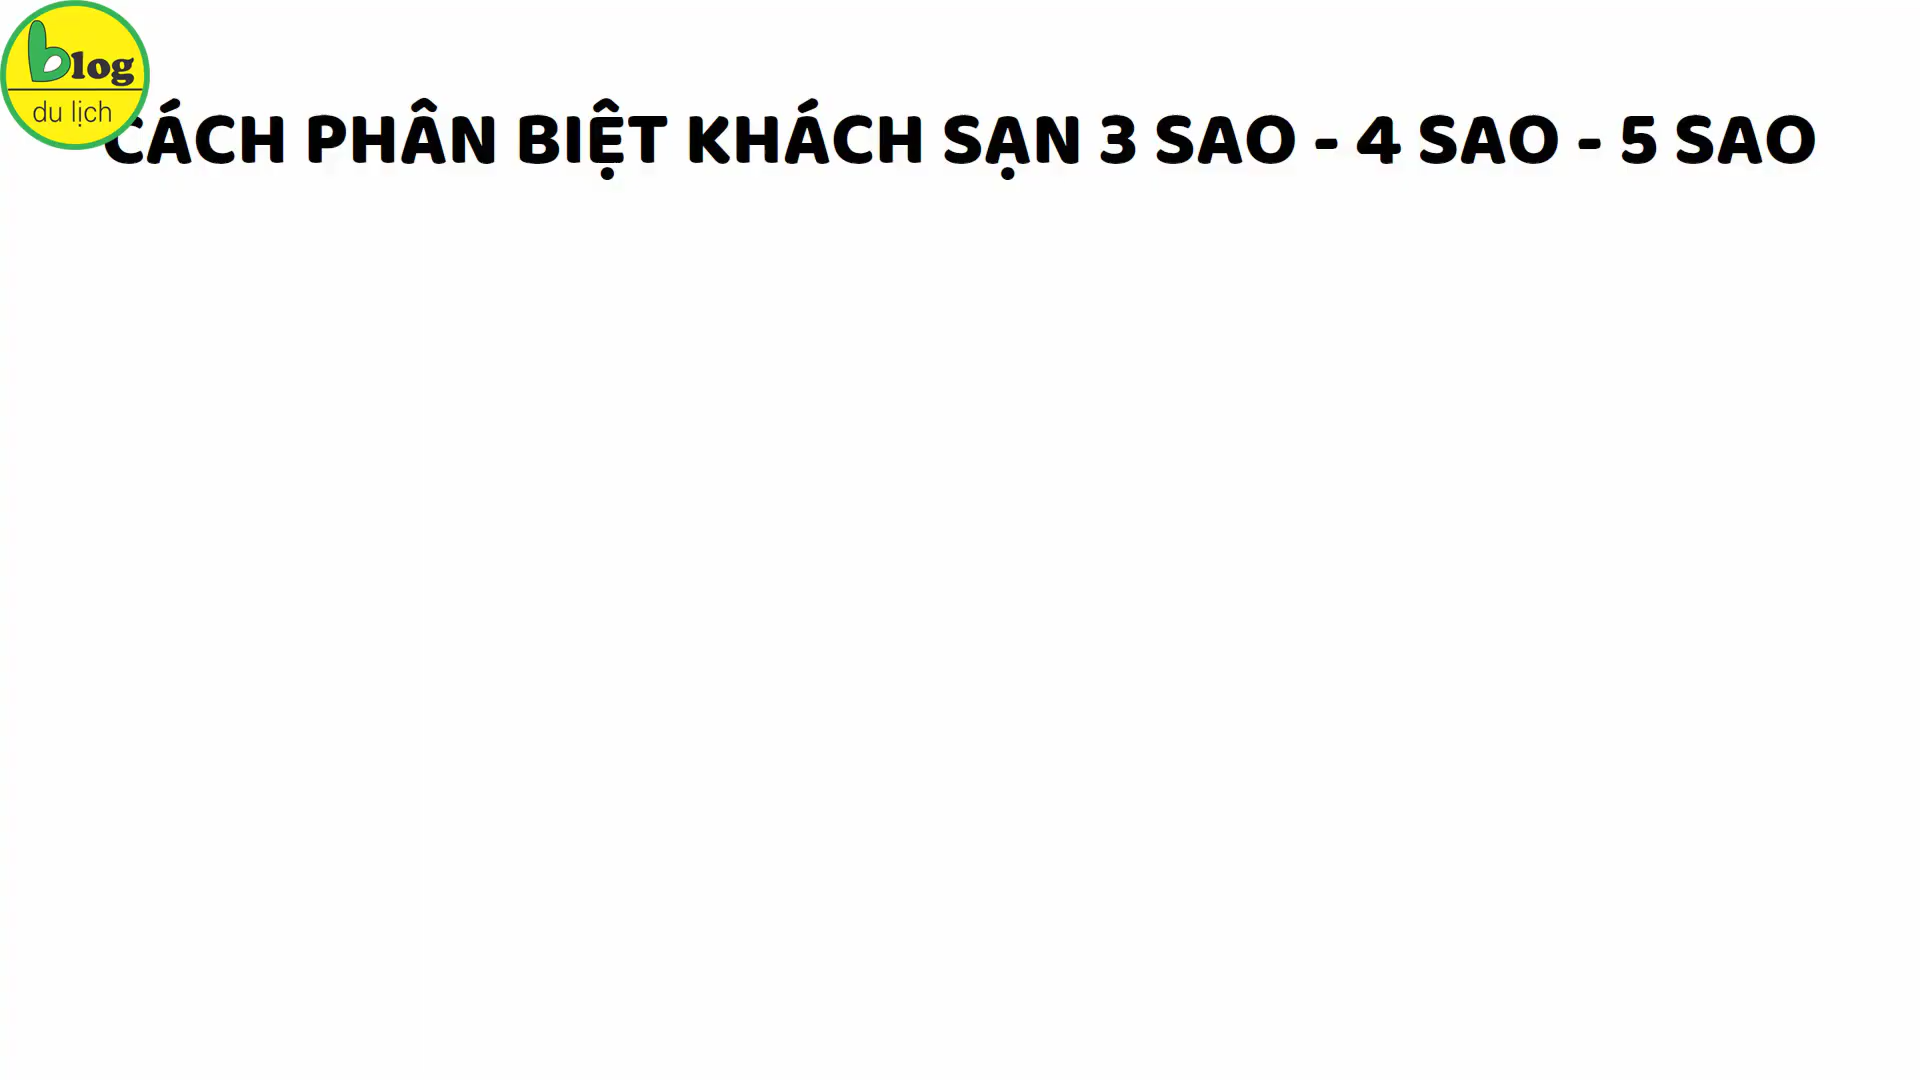 blog
du lịch
CÁCH PHÂN BIỆT KHÁCH SẠN 3 SAO - 4 SAO - 5 SAO